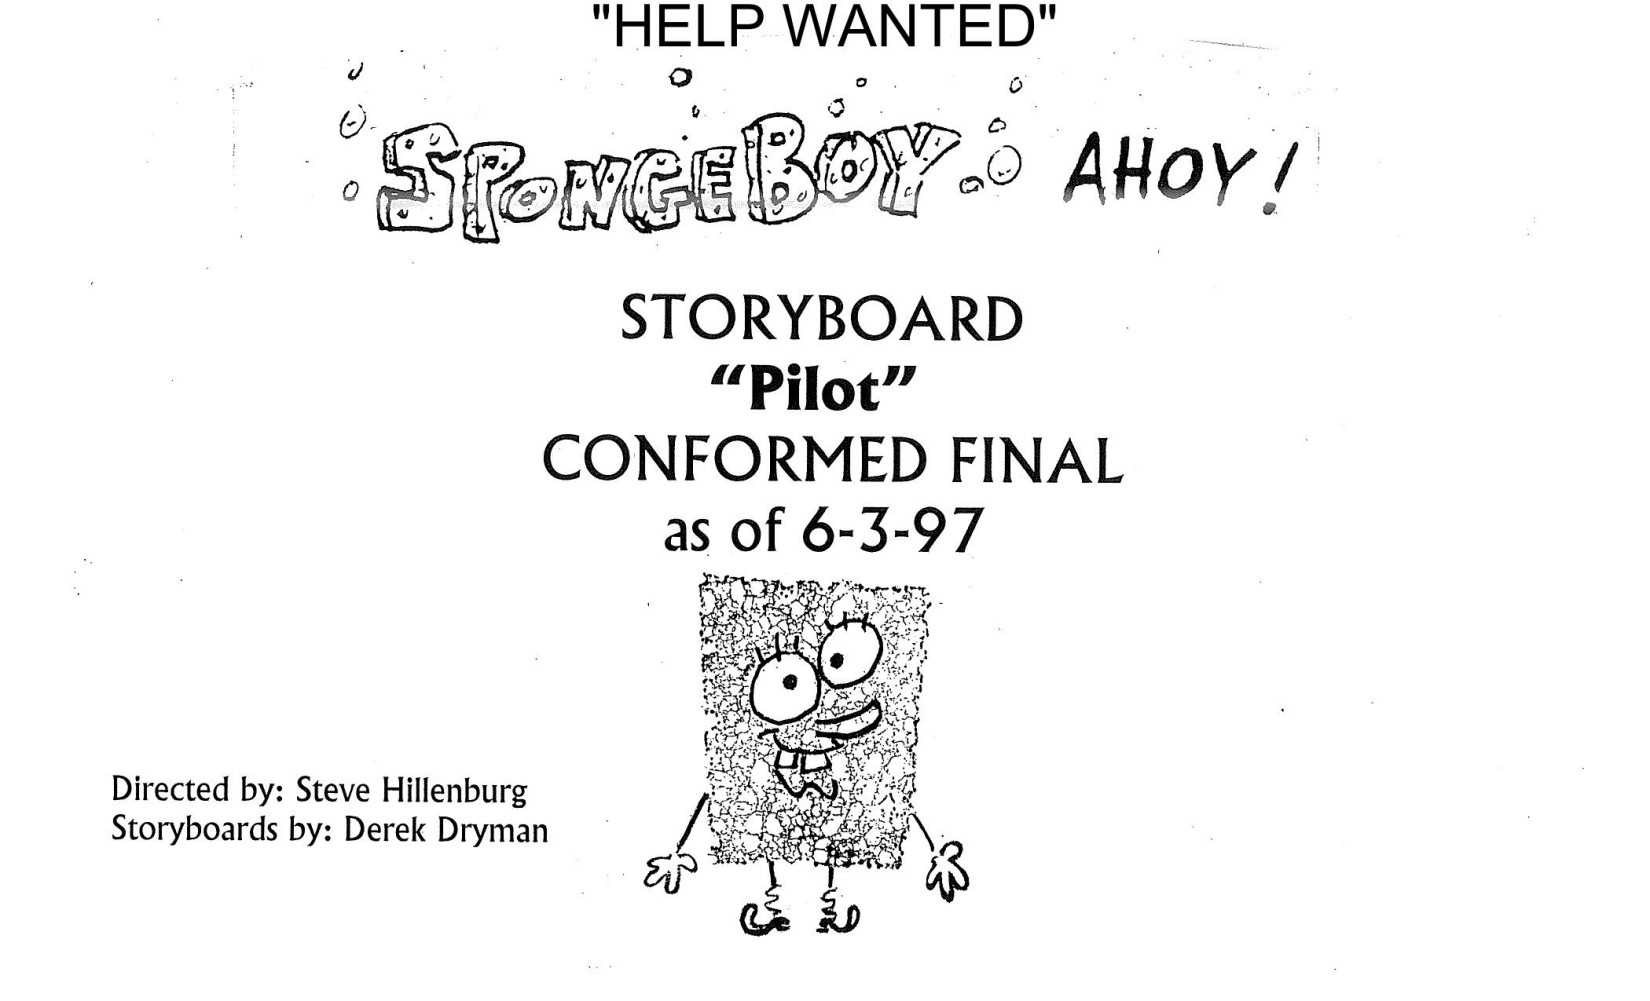 "HELP WANTED"
SPONGEBOY AHOY!
STORYBOARD
“Pilot”
CONFORMED FINAL
as of 6-3-97
Directed by: Steve Hillenburg
Storyboards by: Derek Dryman